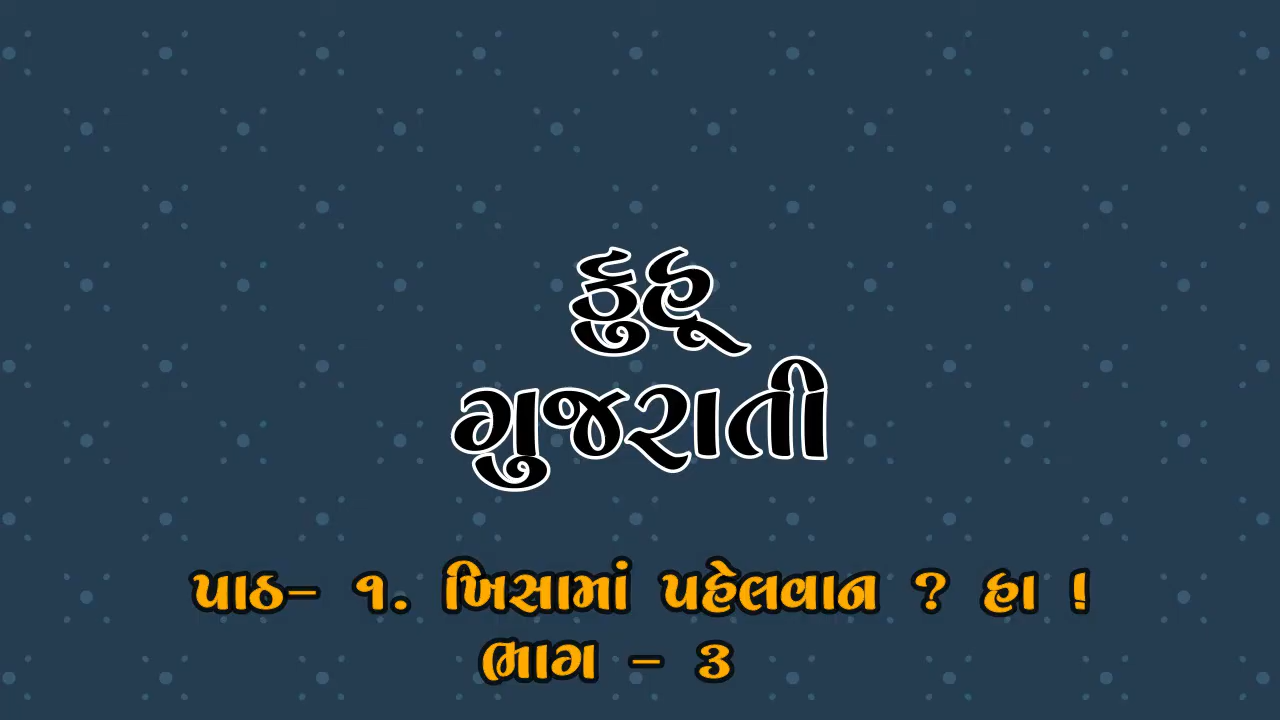 કુહૂ
ગુજરાતી
પાઠ- ૧. ખિસામાં પહેલવાન ? હા !
ભાગ - ૩